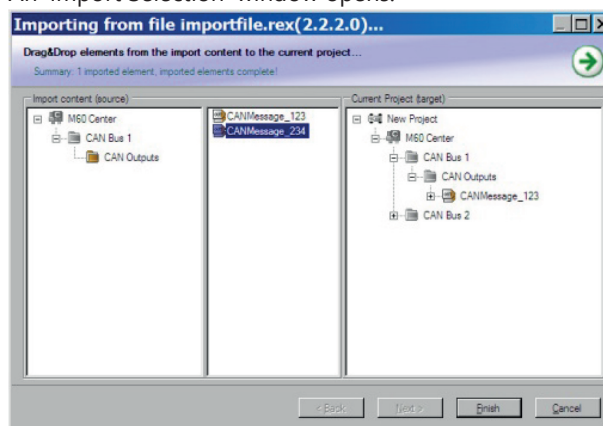 An "Import Selection" window opens.
Importing from file importfile.rex(2.2.2.0)...
Drag&Drop elements from the import content to the current project...
Summary: 1 imported element, imported elements complete!
Import content (source)
M60 Center
CAN Bus 1
CAN Outputs
CANMessage_123
CANMessage_234
Current Project (target)
New Project
M60 Center
CAN Bus 1
CAN Outputs
CANMessage_123
CAN Bus 2
< Back
Next >
Finish
Cancel